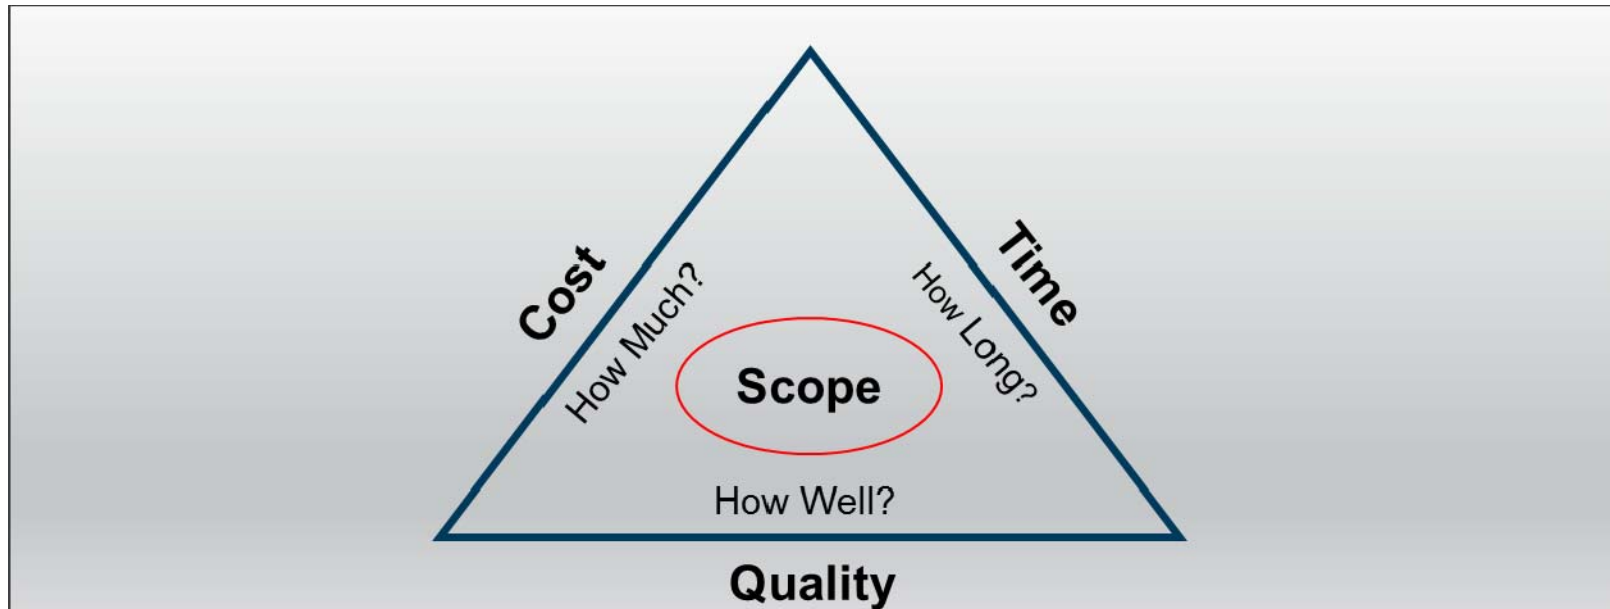 Cost
How Much?
Time
How Long?
Scope
How Well?
Quality